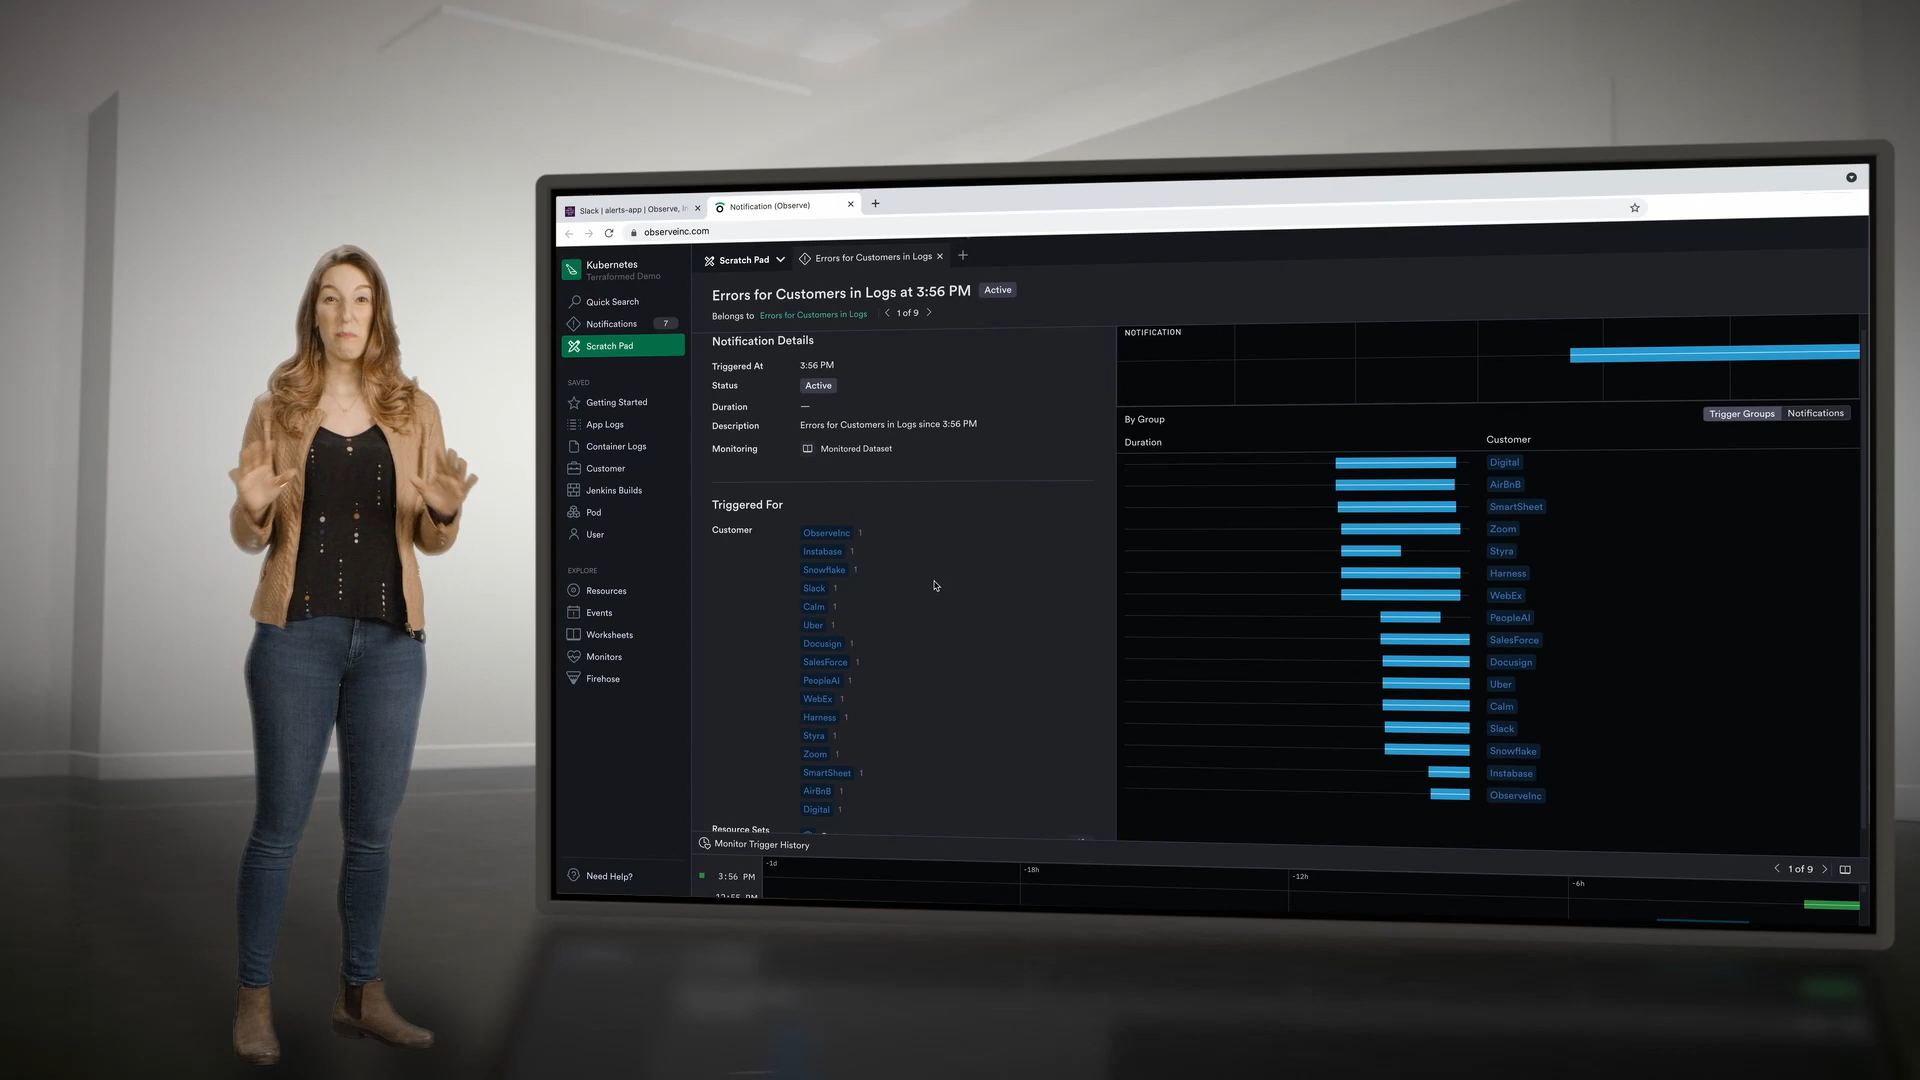 Slack | alerts-app | Observe, In
Notification (Observe)
observeinc.com
Kubernetes
Terraformed Demo
Quick Search
Notifications 7
Scratch Pad
SAVED
Getting Started
App Logs
Container Logs
Customer
Jenkins Builds
Pod
User
EXPLORE
Resources
Events
Worksheets
Monitors
Firehose
Need Help?
Scratch Pad
Errors for Customers in Logs
Errors for Customers in Logs at 3:56 PM Active
Belongs to Errors for Customers in Logs 1 of 9
Notification Details
Triggered At 3:56 PM
Status Active
Duration —
Description Errors for Customers in Logs since 3:56 PM
Monitoring Monitored Dataset
Triggered For
Customer
ObserveInc 1
Instabase 1
Snowflake 1
Slack 1
Calm 1
Uber 1
Docusign 1
SalesForce 1
PeopleAI 1
WebEx 1
Harness 1
Styra 1
Zoom 1
SmartSheet 1
AirBnB 1
Digital 1
Resource Sets
NOTIFICATION
By Group
Trigger Groups Notifications
Duration Customer
Digital
AirBnB
SmartSheet
Zoom
Styra
Harness
WebEx
PeopleAI
SalesForce
Docusign
Uber
Calm
Slack
Snowflake
Instabase
ObserveInc
Monitor Trigger History
1 of 9
-1d -18h -12h -6h
3:56 PM
12:55 PM